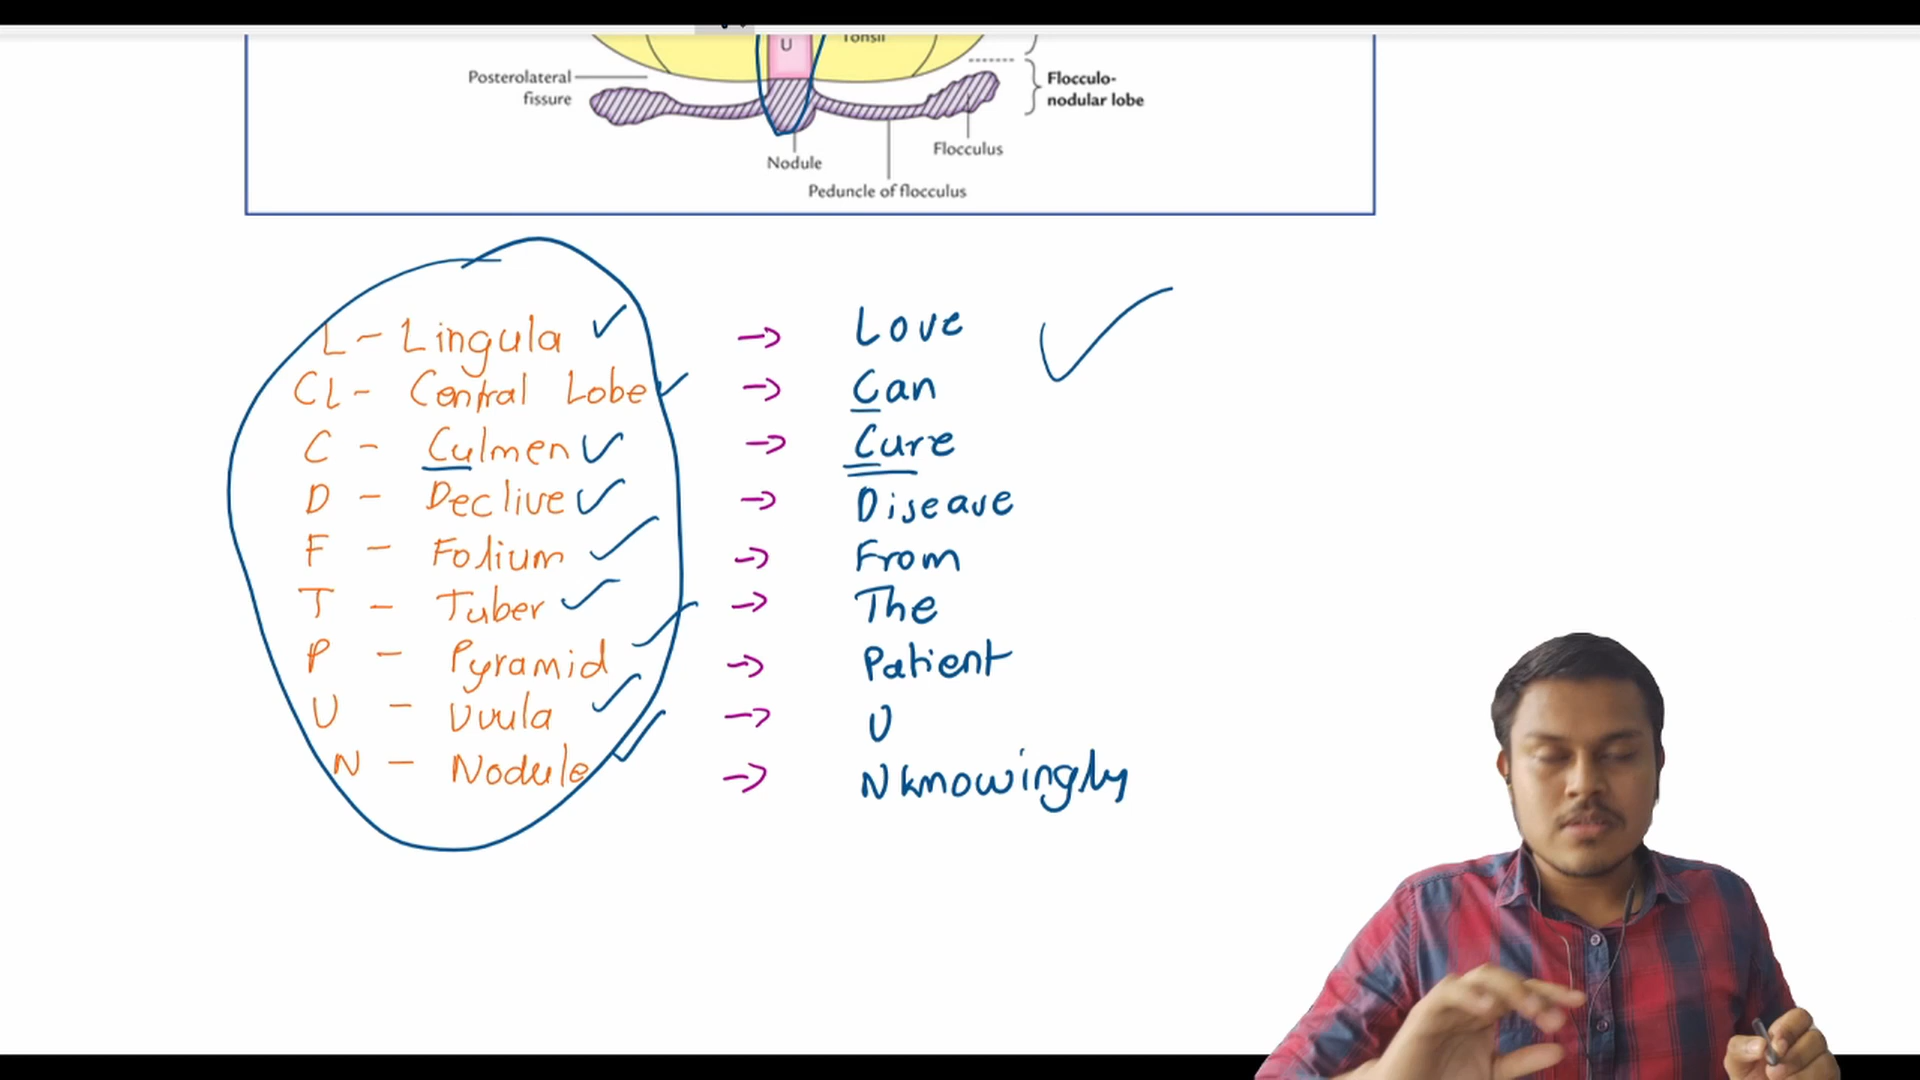 U
Tonsil
Posterolateral
fissure
Flocculo-
nodular lobe
Nodule
Flocculus
Peduncle of flocculus
L - Lingula → Love
CL - Central Lobe → Can
C - Culmen → Cure
D - Declive → Disease
F - Folium → From
T - Tuber → The
P - Pyramid → Patient
U - Uvula → U
N - Nodule → Nknowingly